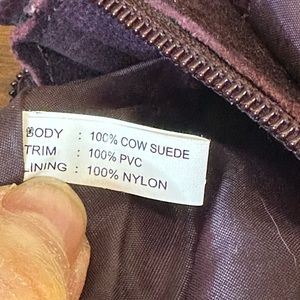 BODY : 100% COW SUEDE
TRIM : 100% PVC
LINING : 100% NYLON